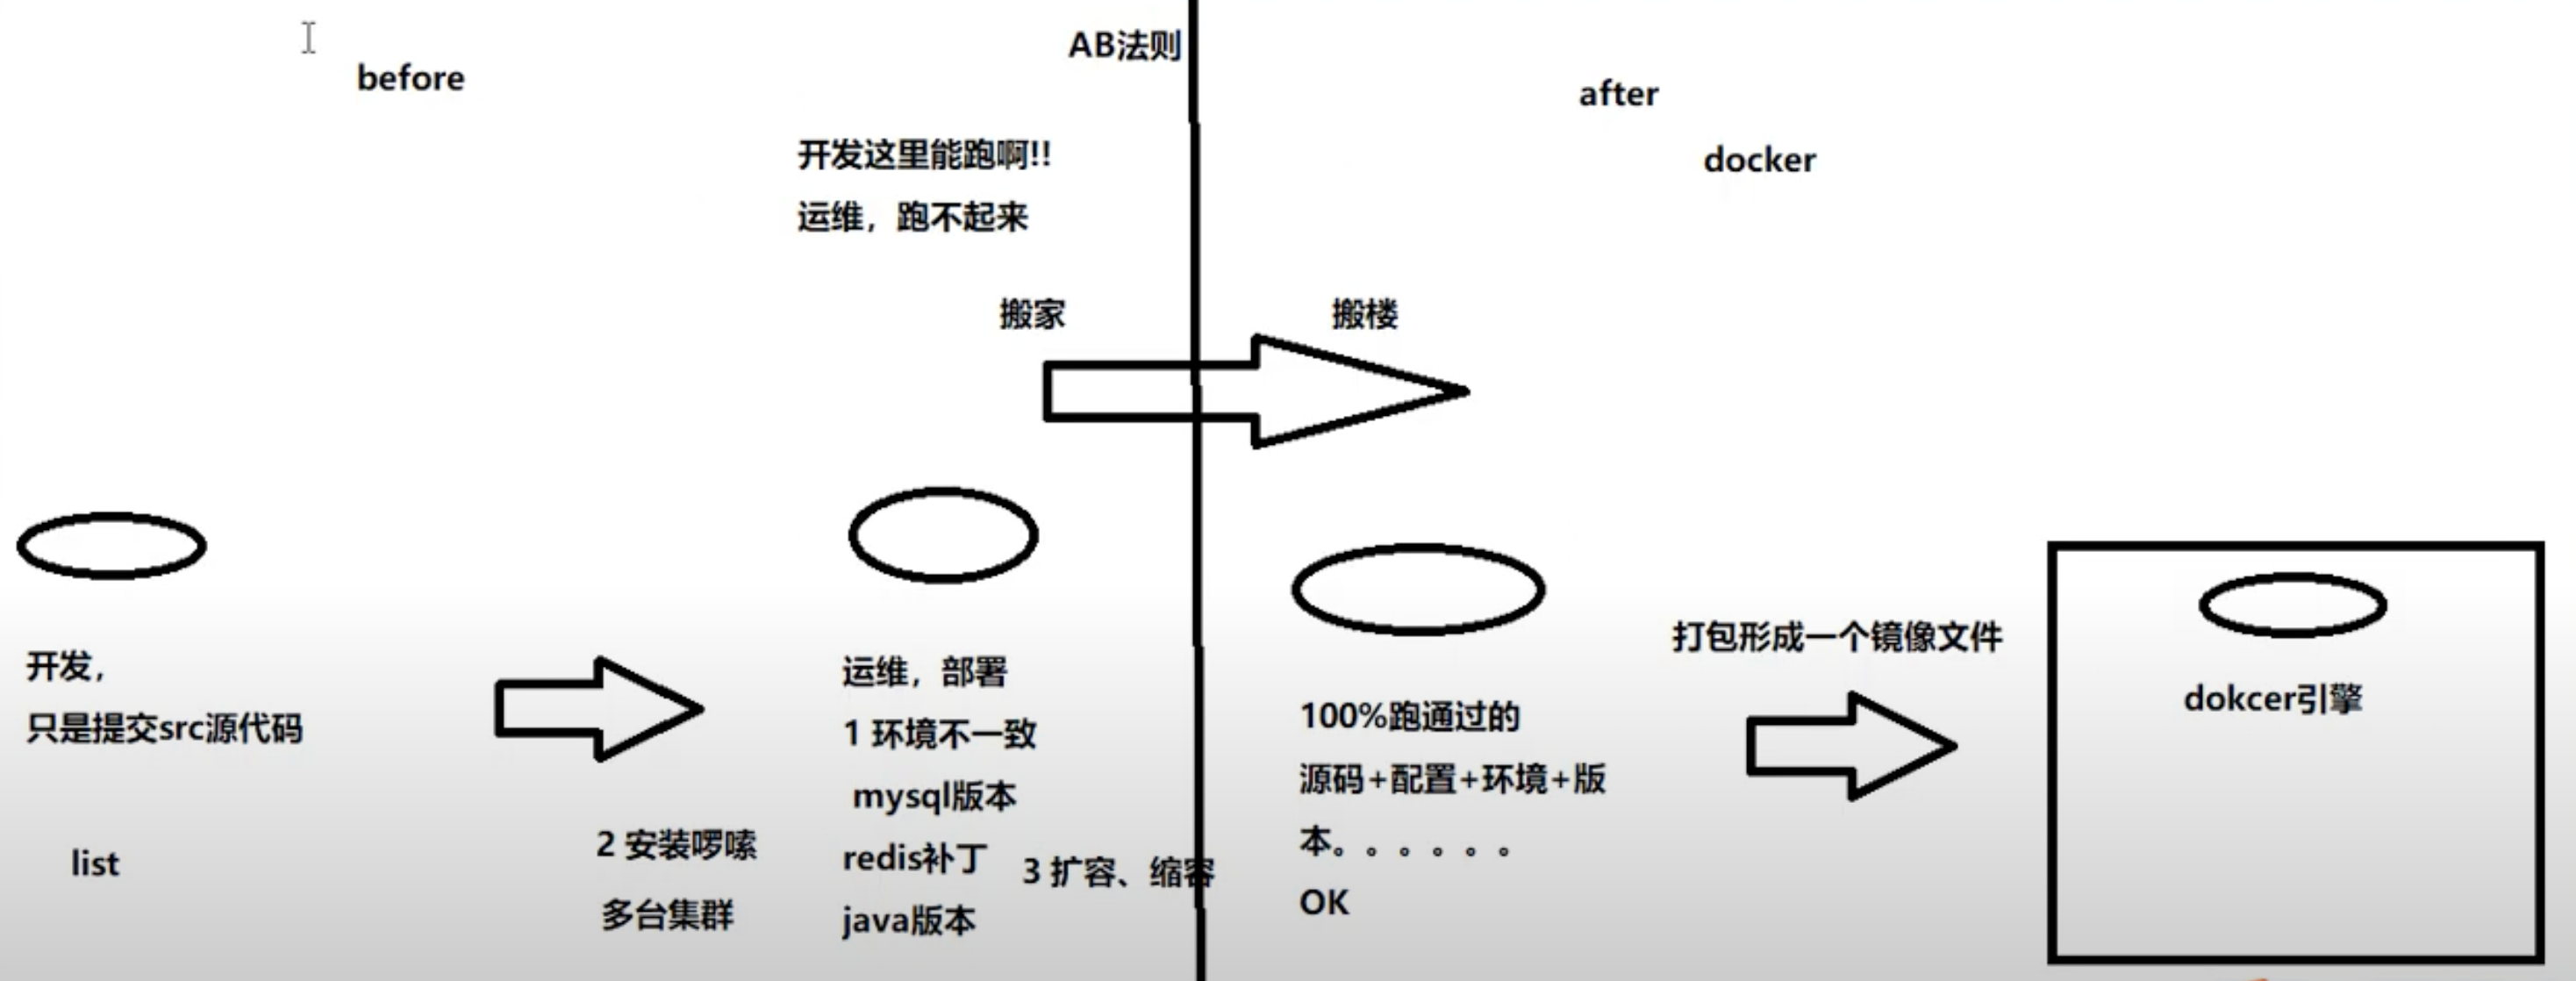 AB法则
before
开发这里能跑啊!!
运维，跑不起来
搬家
开发，
只是提交src源代码
list
运维，部署
1 环境不一致
mysql版本
redis补丁
java版本
2 安装啰嗦
多台集群
3 扩容、缩容
after
docker
搬楼
100%跑通过的
源码+配置+环境+版
本。。。。。。
OK
打包形成一个镜像文件
dokcer引擎